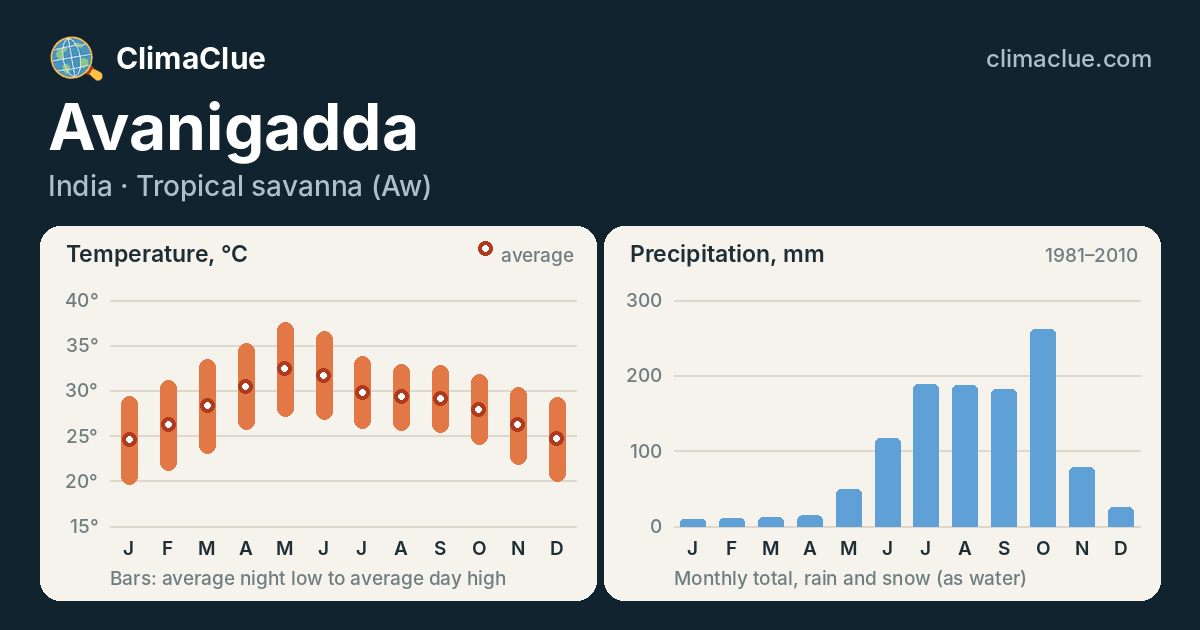 ClimaClue
climaclue.com
Avanigadda
India · Tropical savanna (Aw)
Temperature, °C
average
40°
35°
30°
25°
20°
15°
J F M A M J J A S O N D
Bars: average night low to average day high
Precipitation, mm
1981–2010
300
200
100
0
J F M A M J J A S O N D
Monthly total, rain and snow (as water)